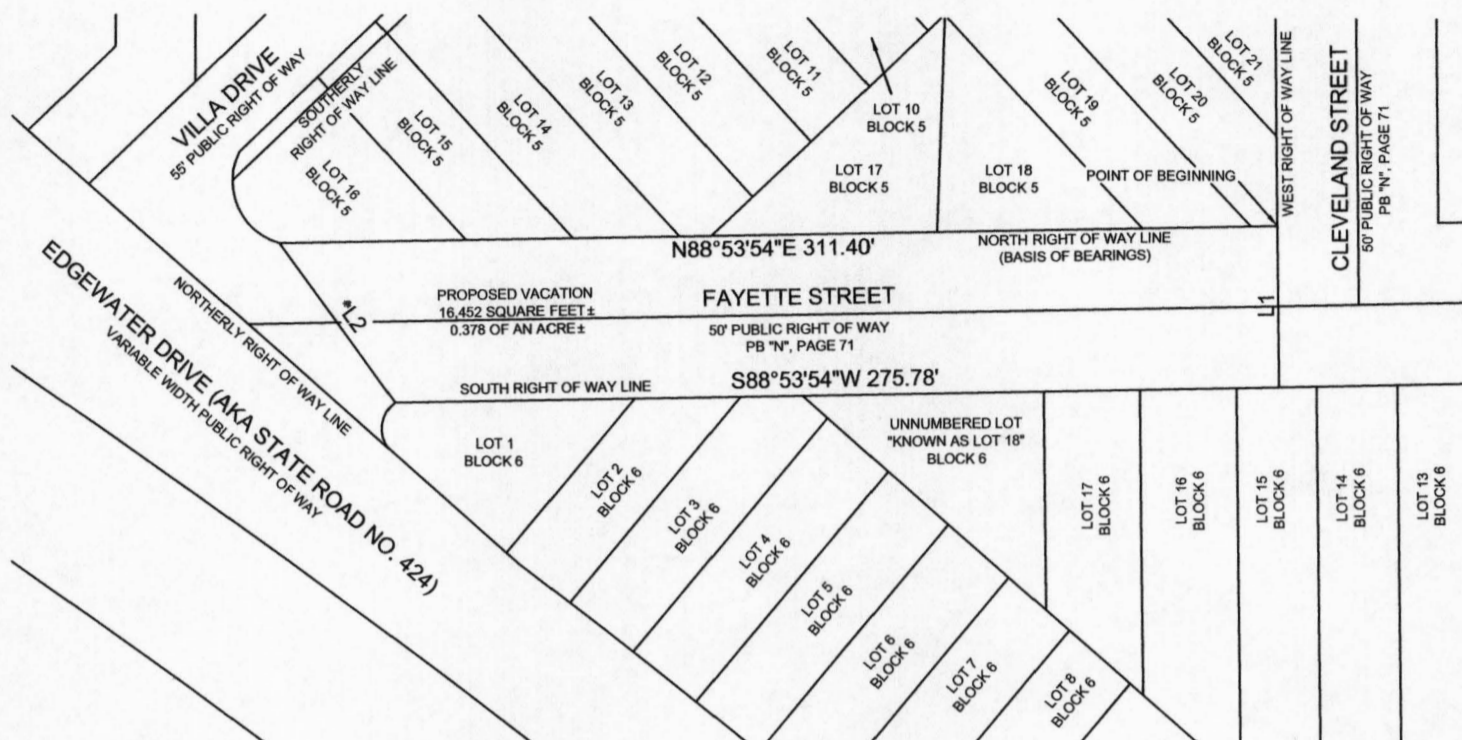 VILLA DRIVE
55' PUBLIC RIGHT OF WAY
SOUTHERLY
RIGHT OF WAY LINE
LOT 16
BLOCK 5
LOT 15
BLOCK 5
LOT 14
BLOCK 5
LOT 13
BLOCK 5
LOT 12
BLOCK 5
LOT 11
BLOCK 5
LOT 10
BLOCK 5
LOT 17
BLOCK 5
LOT 18
BLOCK 5
LOT 19
BLOCK 5
LOT 20
BLOCK 5
LOT 21
BLOCK 5
POINT OF BEGINNING
WEST RIGHT OF WAY LINE
CLEVELAND STREET
50' PUBLIC RIGHT OF WAY
PB "N", PAGE 71
N88°53'54"E 311.40'
NORTH RIGHT OF WAY LINE
(BASIS OF BEARINGS)
EDGEWATER DRIVE (AKA STATE ROAD NO. 424)
VARIABLE WIDTH PUBLIC RIGHT OF WAY
NORTHERLY RIGHT OF WAY LINE
*L2
PROPOSED VACATION
16,452 SQUARE FEET±
0.378 OF AN ACRE±
FAYETTE STREET
50' PUBLIC RIGHT OF WAY
PB "N", PAGE 71
L1
SOUTH RIGHT OF WAY LINE
S88°53'54"W 275.78'
LOT 1
BLOCK 6
LOT 2
BLOCK 6
LOT 3
BLOCK 6
LOT 4
BLOCK 6
LOT 5
BLOCK 6
LOT 6
BLOCK 6
LOT 7
BLOCK 6
LOT 8
BLOCK 6
UNNUMBERED LOT
"KNOWN AS LOT 18"
BLOCK 6
LOT 17
BLOCK 6
LOT 16
BLOCK 6
LOT 15
BLOCK 6
LOT 14
BLOCK 6
LOT 13
BLOCK 6